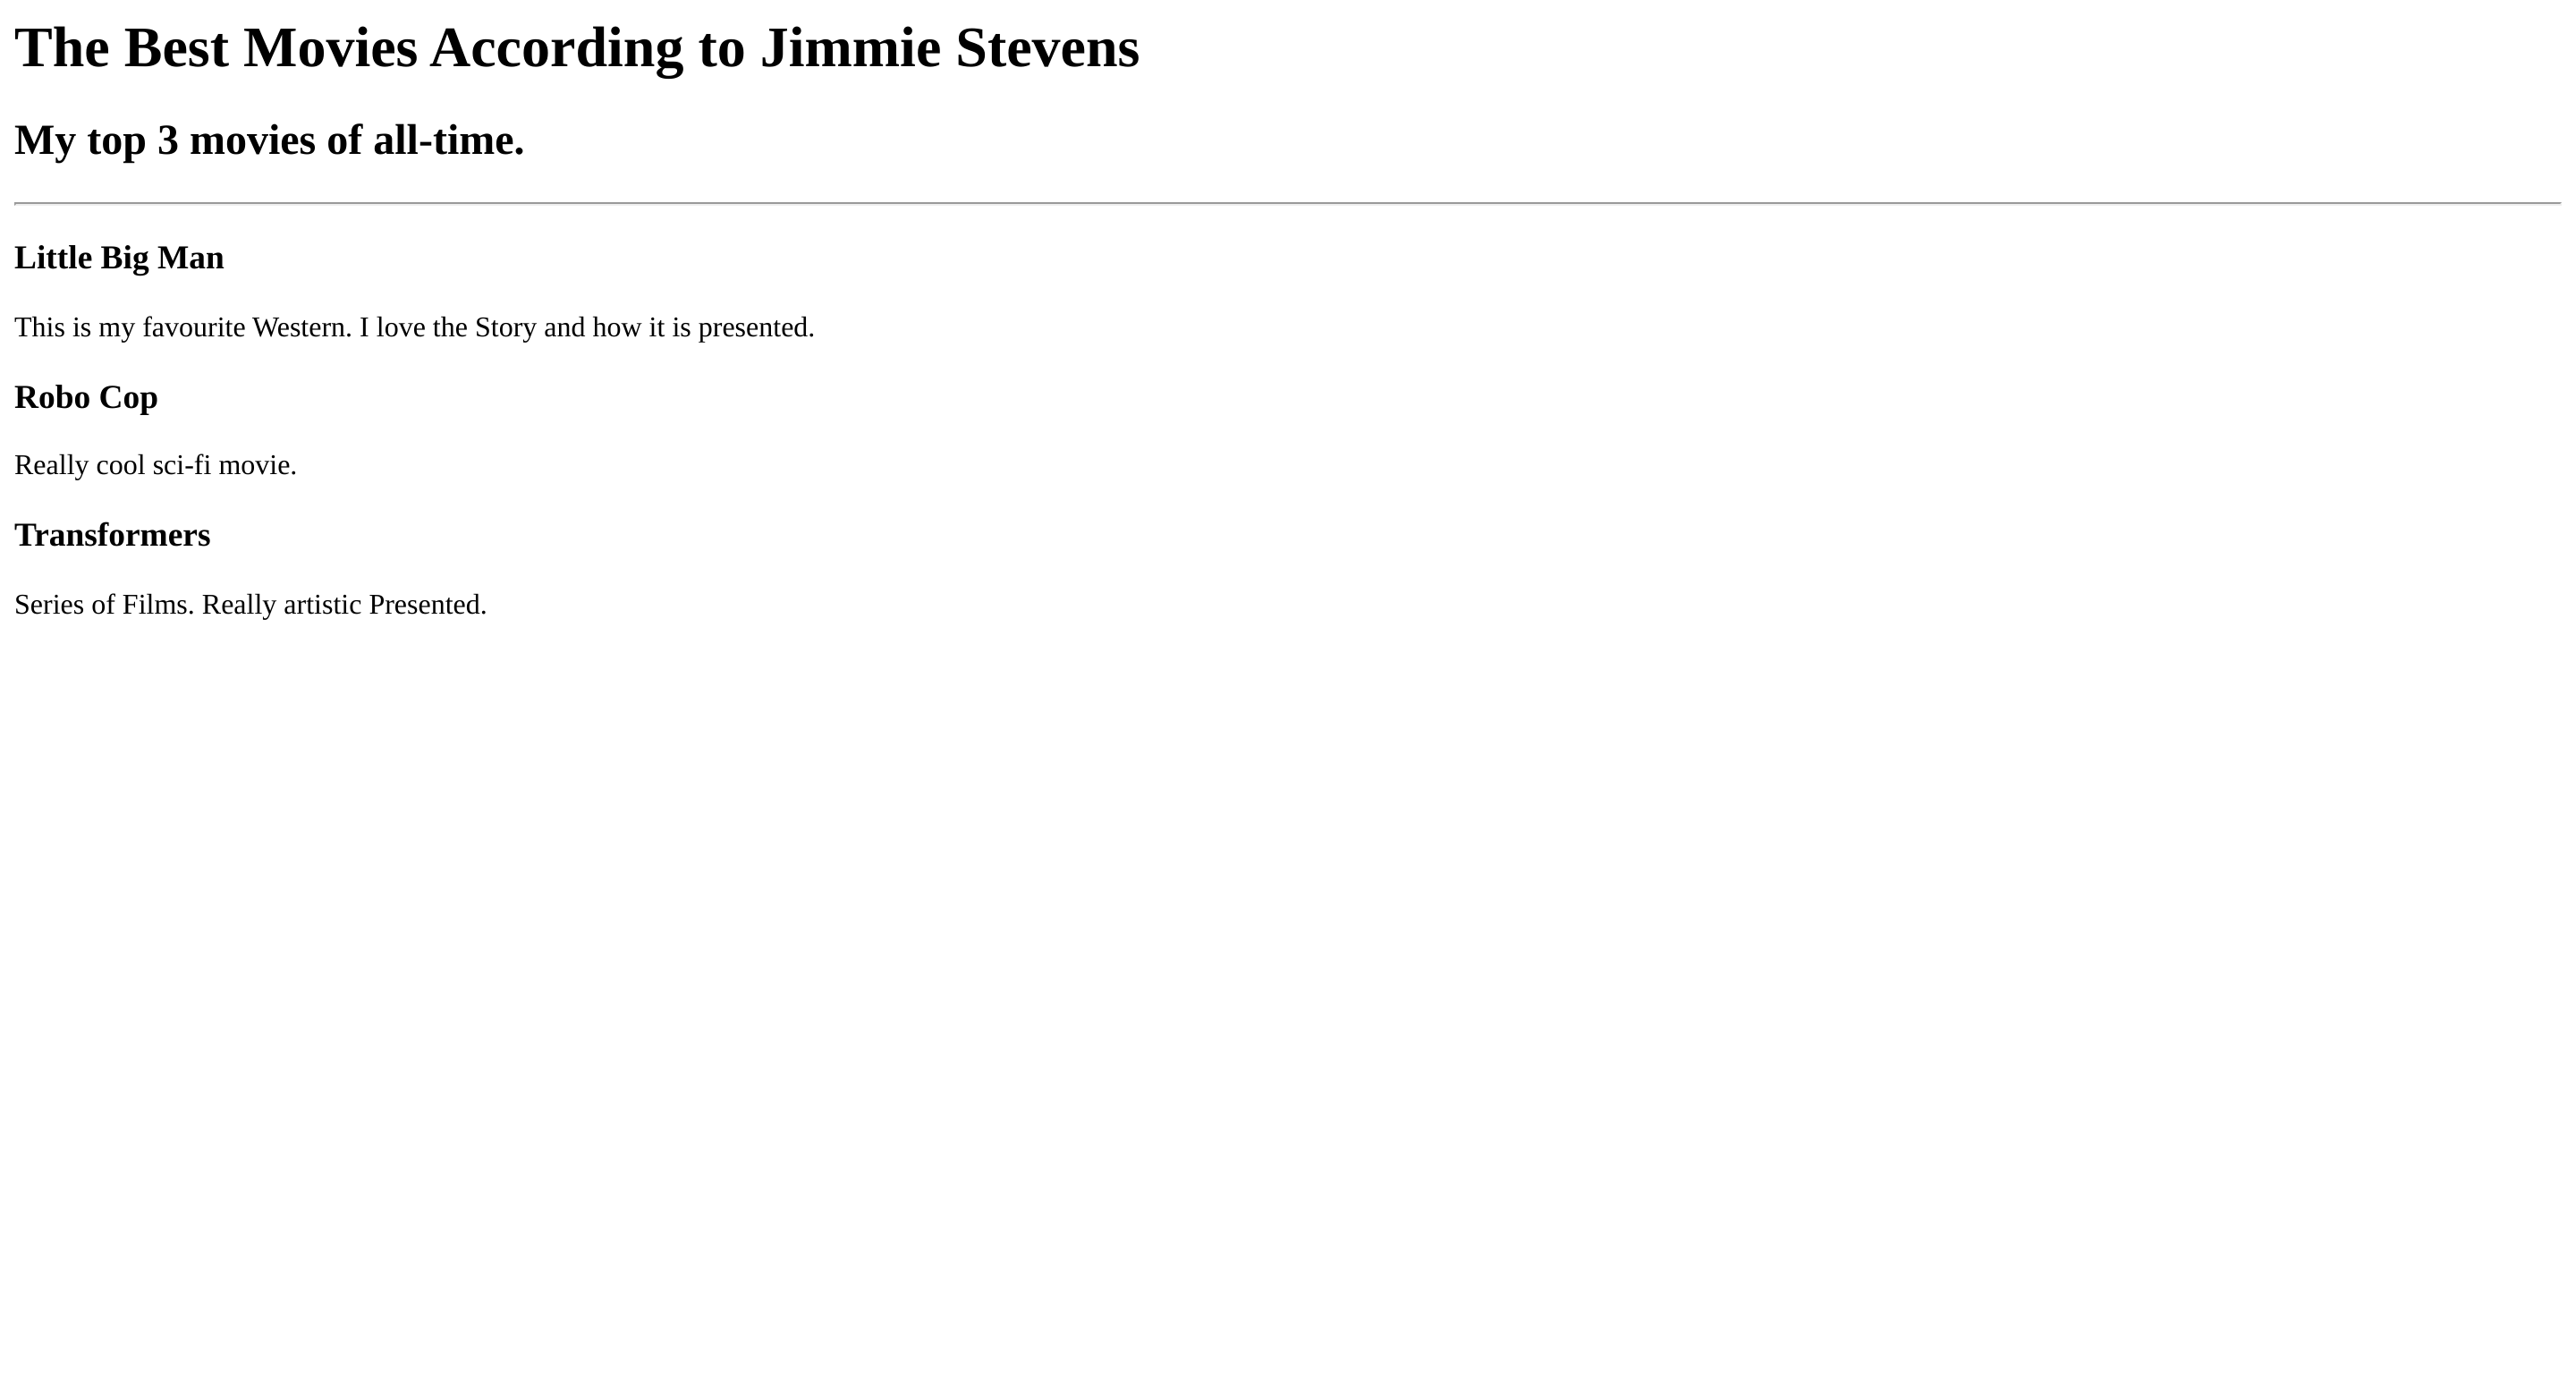 The Best Movies According to Jimmie Stevens
My top 3 movies of all-time.
Little Big Man
This is my favourite Western. I love the Story and how it is presented.
Robo Cop
Really cool sci-fi movie.
Transformers
Series of Films. Really artistic Presented.